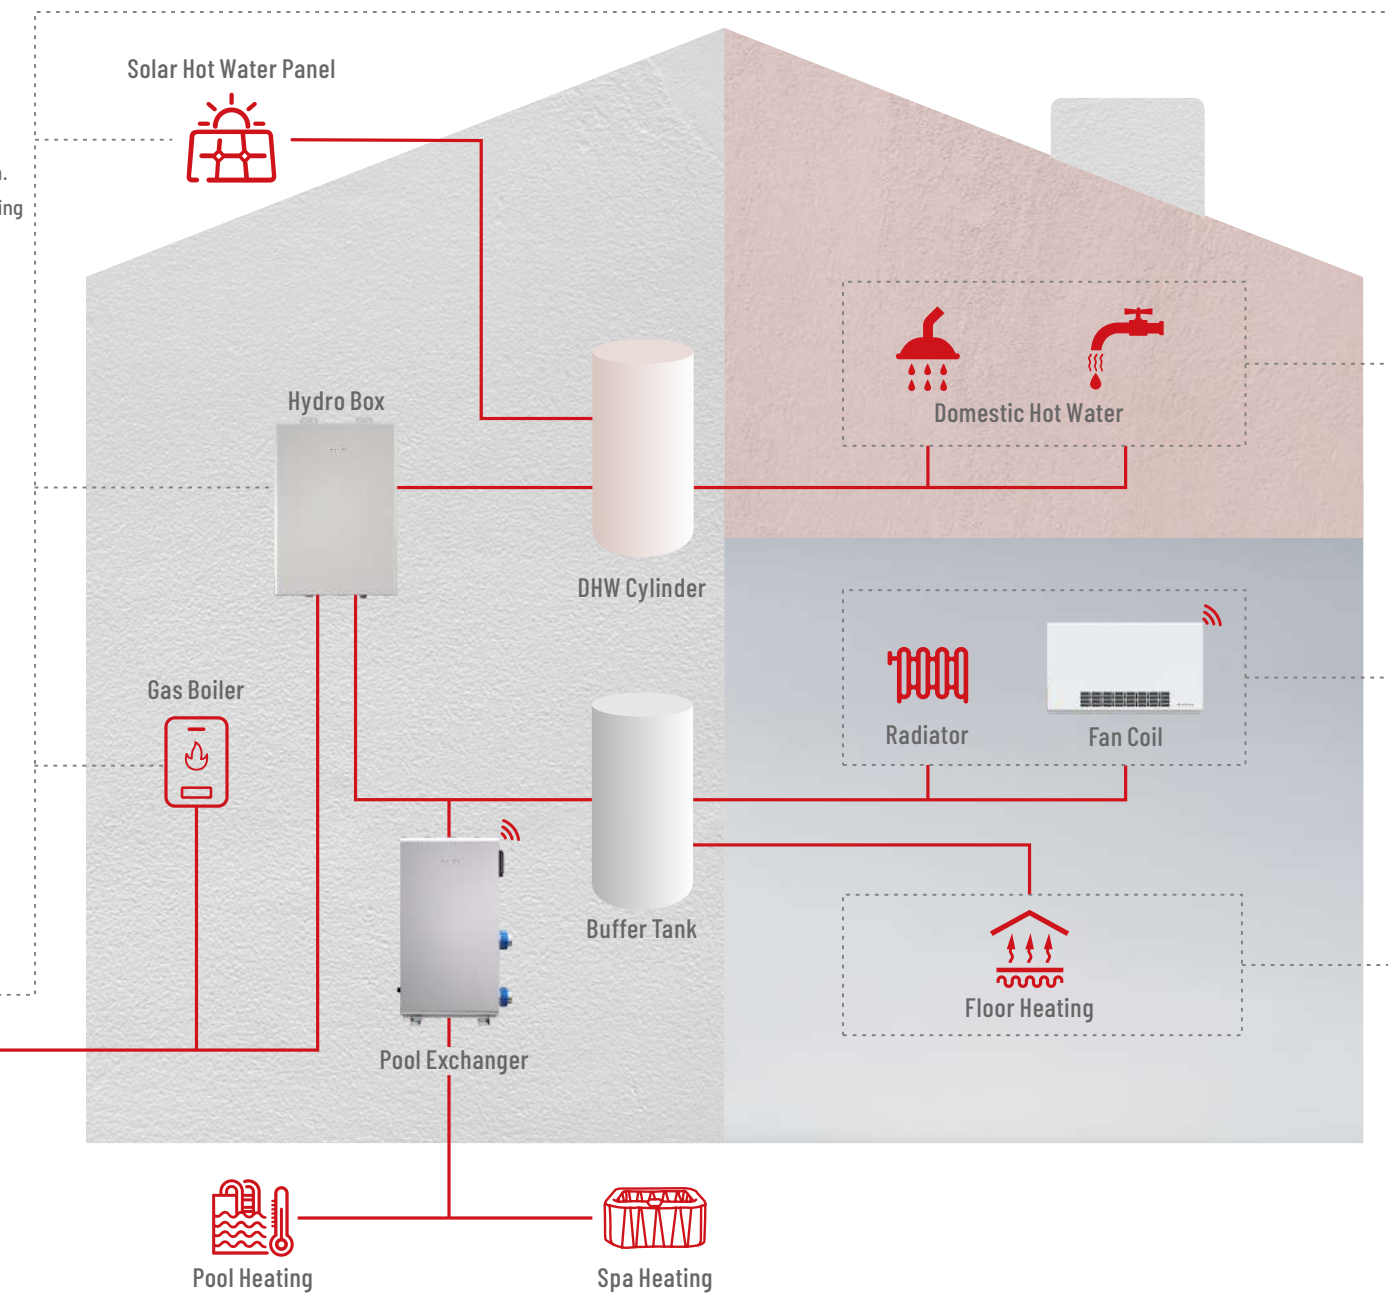 Solar Hot Water Panel
ing
Hydro Box
Domestic Hot Water
DHW Cylinder
Gas Boiler
Radiator
Fan Coil
Buffer Tank
Floor Heating
Pool Exchanger
Pool Heating
Spa Heating